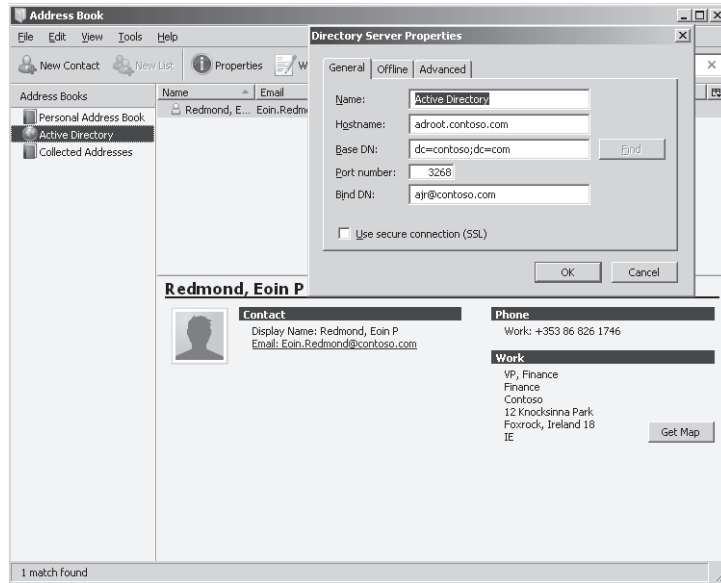 Address Book
File Edit View Tools Help
New Contact New List Properties W
Address Books
Personal Address Book
Active Directory
Collected Addresses
Name Email
Redmond, E... Eoin.Redm
Directory Server Properties
General Offline Advanced
Name: Active Directory
Hostname: adroot.contoso.com
Base DN: dc=contoso;dc=com Find
Port number: 3268
Bind DN: ajr@contoso.com
Use secure connection (SSL)
OK Cancel
Redmond, Eoin P
Contact
Display Name: Redmond, Eoin P
Email: Eoin.Redmond@contoso.com
Phone
Work: +353 86 826 1746
Work
VP, Finance
Finance
Contoso
12 Knocksinna Park
Foxrock, Ireland 18
IE
Get Map
1 match found